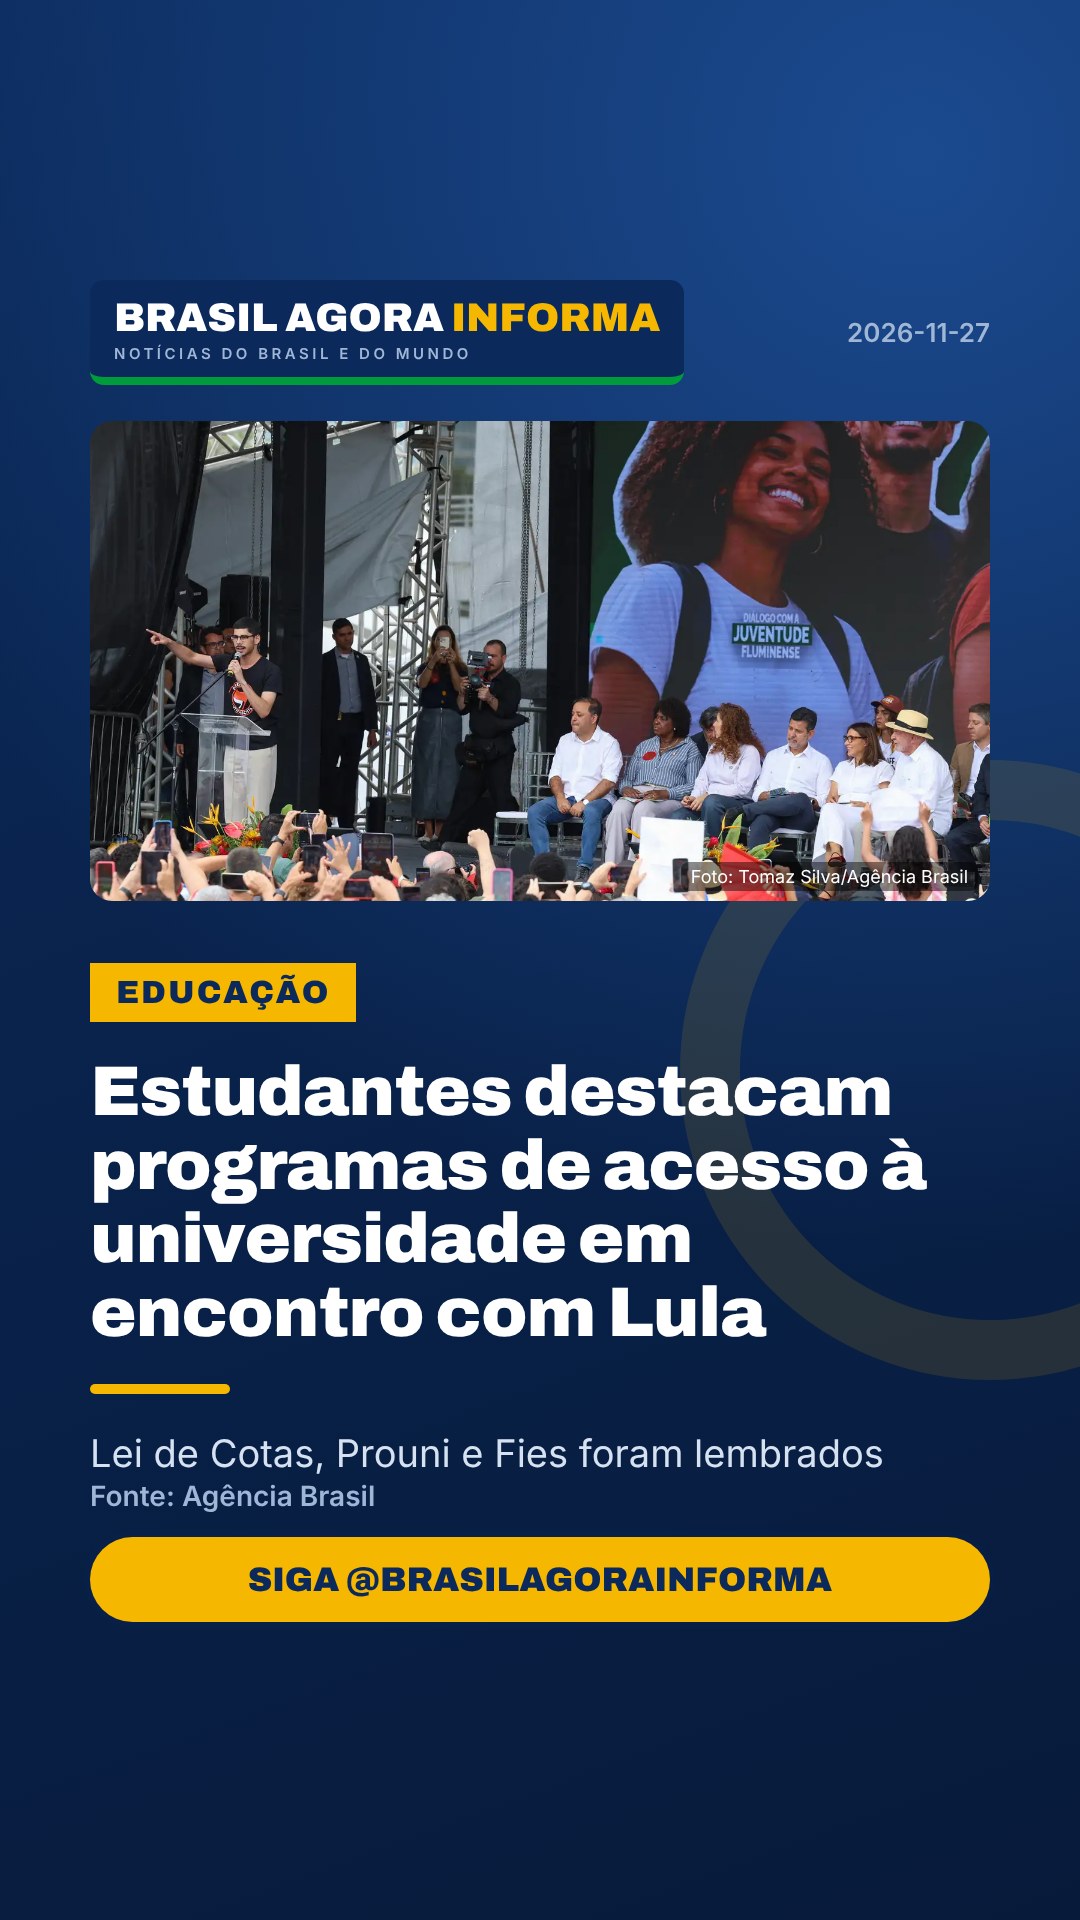 BRASIL AGORA INFORMA
NOTÍCIAS DO BRASIL E DO MUNDO
2026-11-27
DIÁLOGO COM A
JUVENTUDE
FLUMINENSE
Foto: Tomaz Silva/Agência Brasil
EDUCAÇÃO
Estudantes destacam
programas de acesso à
universidade em
encontro com Lula
Lei de Cotas, Prouni e Fies foram lembrados
Fonte: Agência Brasil
SIGA @BRASILAGORAINFORMA